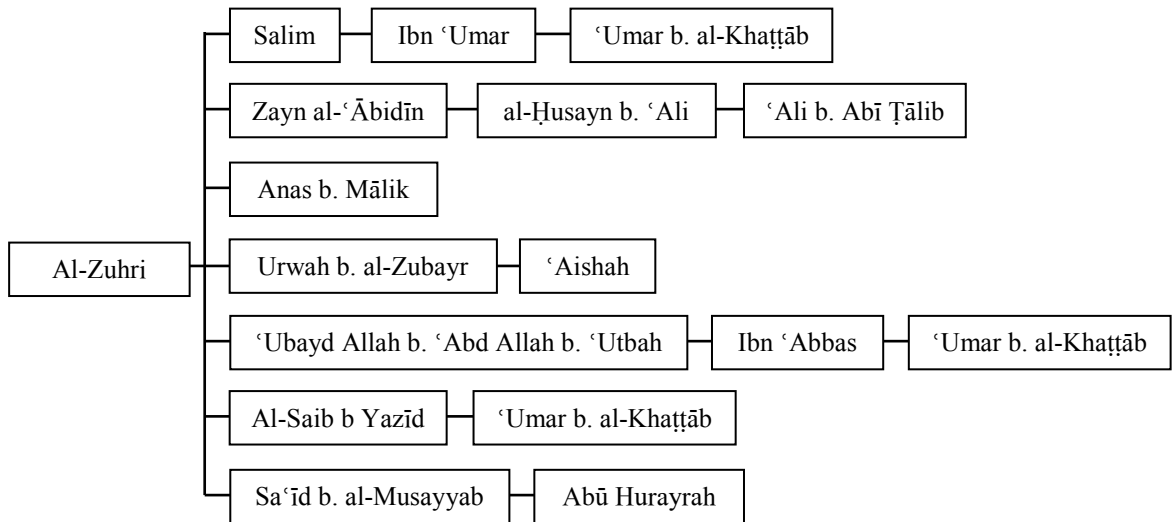 Salim Ibn ʿUmar ʿUmar b. al-Khaṭṭāb
Zayn al-ʿĀbidīn al-Ḥusayn b. ʿAli ʿAli b. Abī Ṭālib
Anas b. Mālik
Al-Zuhri Urwah b. al-Zubayr ʿAishah
ʿUbayd Allah b. ʿAbd Allah b. ʿUtbah Ibn ʿAbbas ʿUmar b. al-Khaṭṭāb
Al-Saib b Yazīd ʿUmar b. al-Khaṭṭāb
Saʿīd b. al-Musayyab Abū Hurayrah